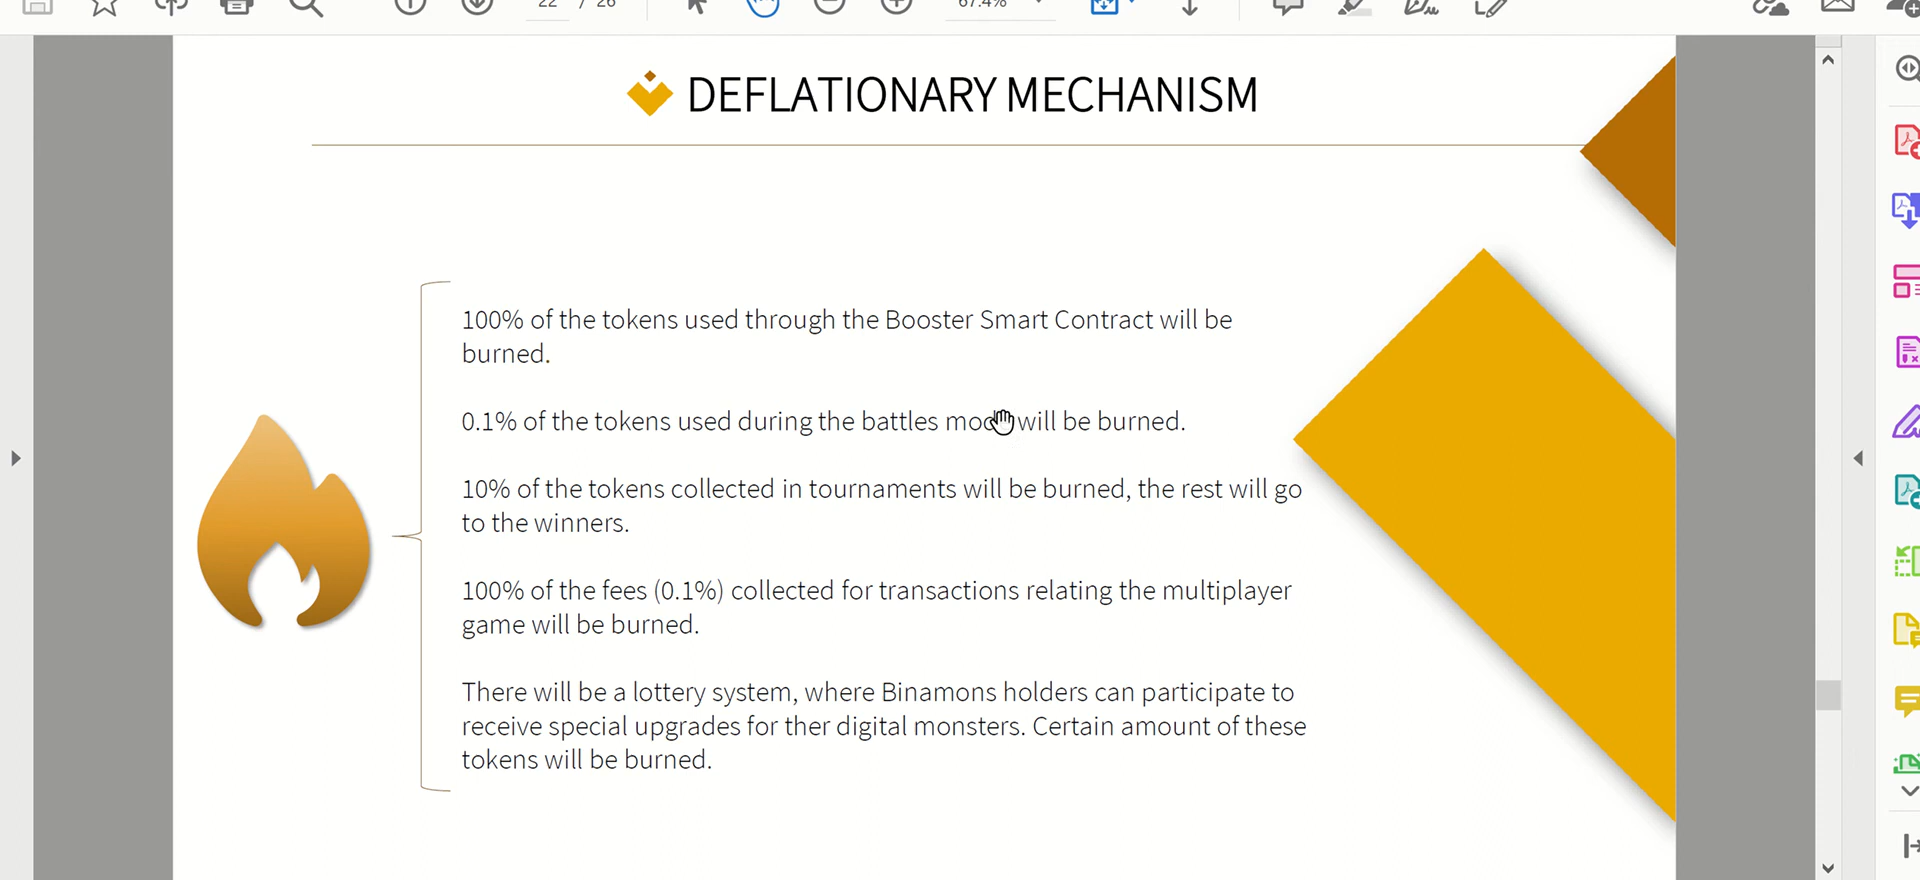 22 / 26
67.4%
DEFLATIONARY MECHANISM
100% of the tokens used through the Booster Smart Contract will be
burned.
0.1% of the tokens used during the battles will be burned.
10% of the tokens collected in tournaments will be burned, the rest will go
to the winners.
100% of the fees (0.1%) collected for transactions relating the multiplayer
game will be burned.
There will be a lottery system, where Binamons holders can participate to
receive special upgrades for ther digital monsters. Certain amount of these
tokens will be burned.